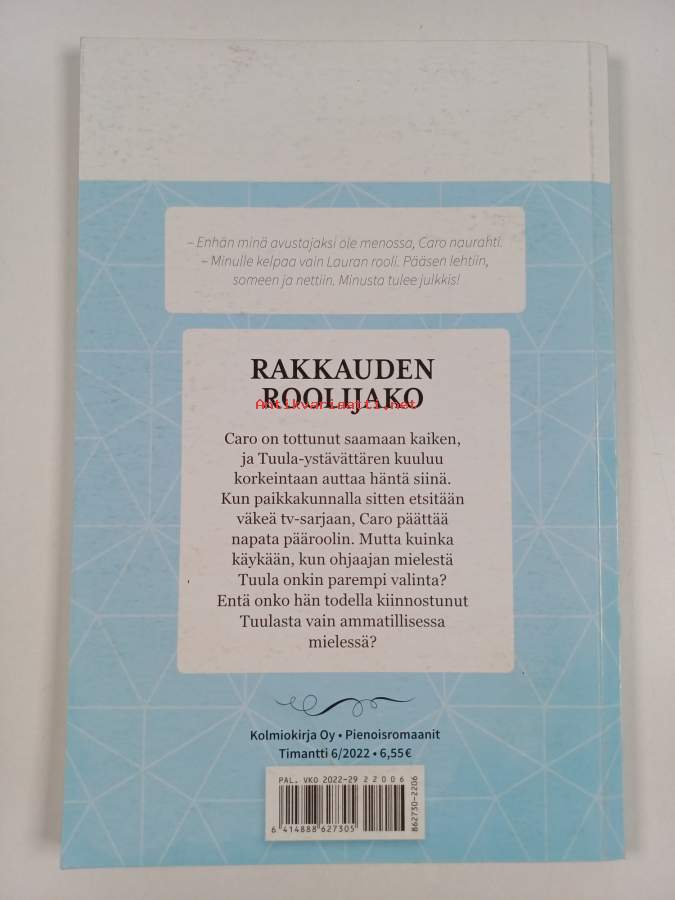 – Enhän minä avustajaksi ole menossa, Caro naurahti.
– Minulle kelpaa vain Lauran rooli. Pääsen lehtiin,
someen ja nettiin. Minusta tulee julkkis!
RAKKAUDEN
ROOLIJAKO
Antikvariaatti.net
Caro on tottunut saamaan kaiken,
ja Tuula-ystävättären kuuluu
korkeintaan auttaa häntä siinä.
Kun paikkakunnalla sitten etsitään
väkeä tv-sarjaan, Caro päättää
napata pääroolin. Mutta kuinka
käykään, kun ohjaajan mielestä
Tuula onkin parempi valinta?
Entä onko hän todella kiinnostunut
Tuulasta vain ammatillisessa
mielessä?
Kolmiokirja Oy • Pienoisromaanit
Timantti 6/2022 • 6,55€
PAL. VKO 2022-29 22006
6 414888 627305
862730-2206